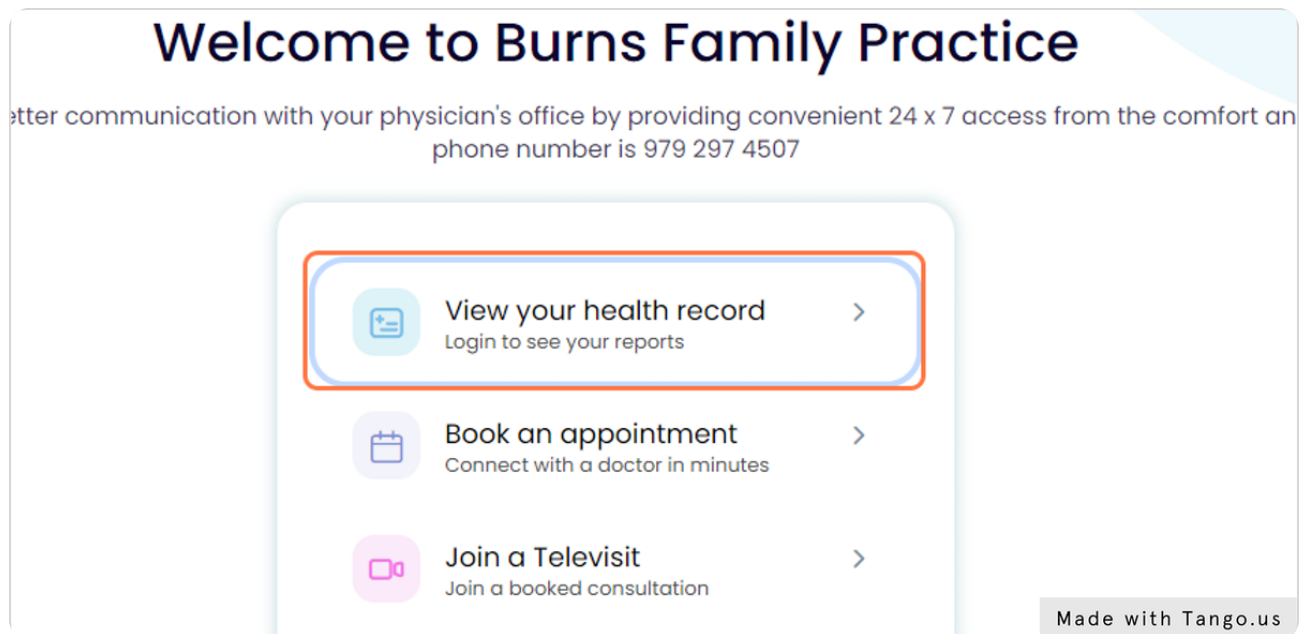 Welcome to Burns Family Practice
communication with your physician's office by providing convenient 24 x 7 access from the comfort
phone number is 979 297 4507
View your health record
Login to see your reports
Book an appointment
Connect with a doctor in minutes
Join a Televisit
Join a booked consultation
Made with Tango.us